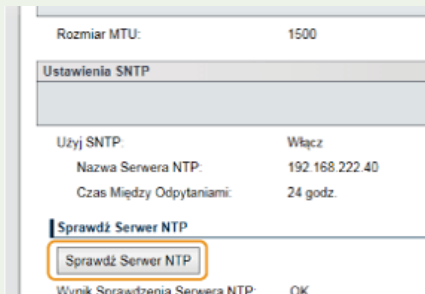 Rozmiar MTU: 1500
Ustawienia SNTP
Użyj SNTP: Włącz
Nazwa Serwera NTP: 192.168.222.40
Czas Między Odpytaniami: 24 godz.
Sprawdź Serwer NTP
Sprawdź Serwer NTP
Wynik Sprawdzenia Serwera NTP: OK